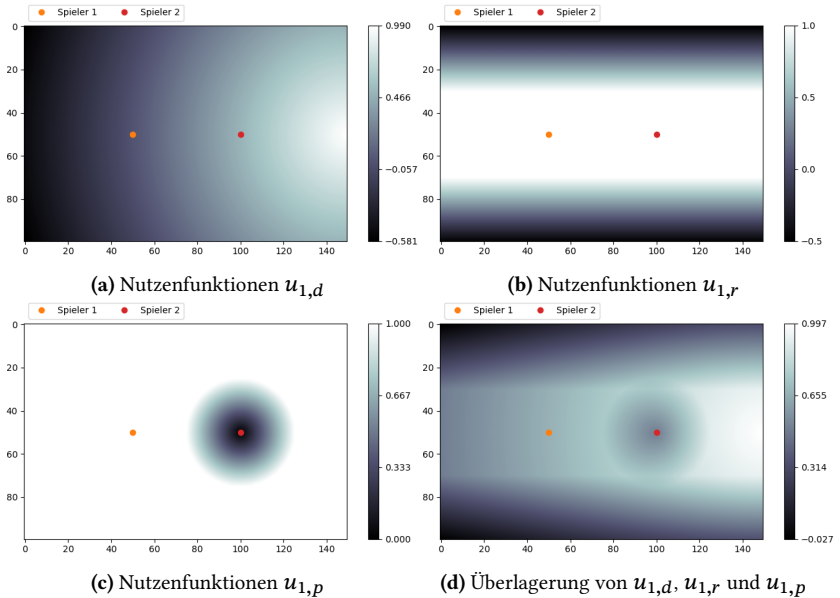 Spieler 1 Spieler 2 Spieler 1 Spieler 2
0 20 40 60 80
0 20 40 60 80 100 120 140
0.990 0.466 −0.057 −0.581
0 20 40 60 80
0 20 40 60 80 100 120 140
1.0 0.5 0.0 −0.5
(a) Nutzenfunktionen u1,d
(b) Nutzenfunktionen u1,r
Spieler 1 Spieler 2 Spieler 1 Spieler 2
0 20 40 60 80
0 20 40 60 80 100 120 140
1.000 0.667 0.333 0.000
0 20 40 60 80
0 20 40 60 80 100 120 140
0.997 0.655 0.314 −0.027
(c) Nutzenfunktionen u1,p
(d) Überlagerung von u1,d, u1,r und u1,p